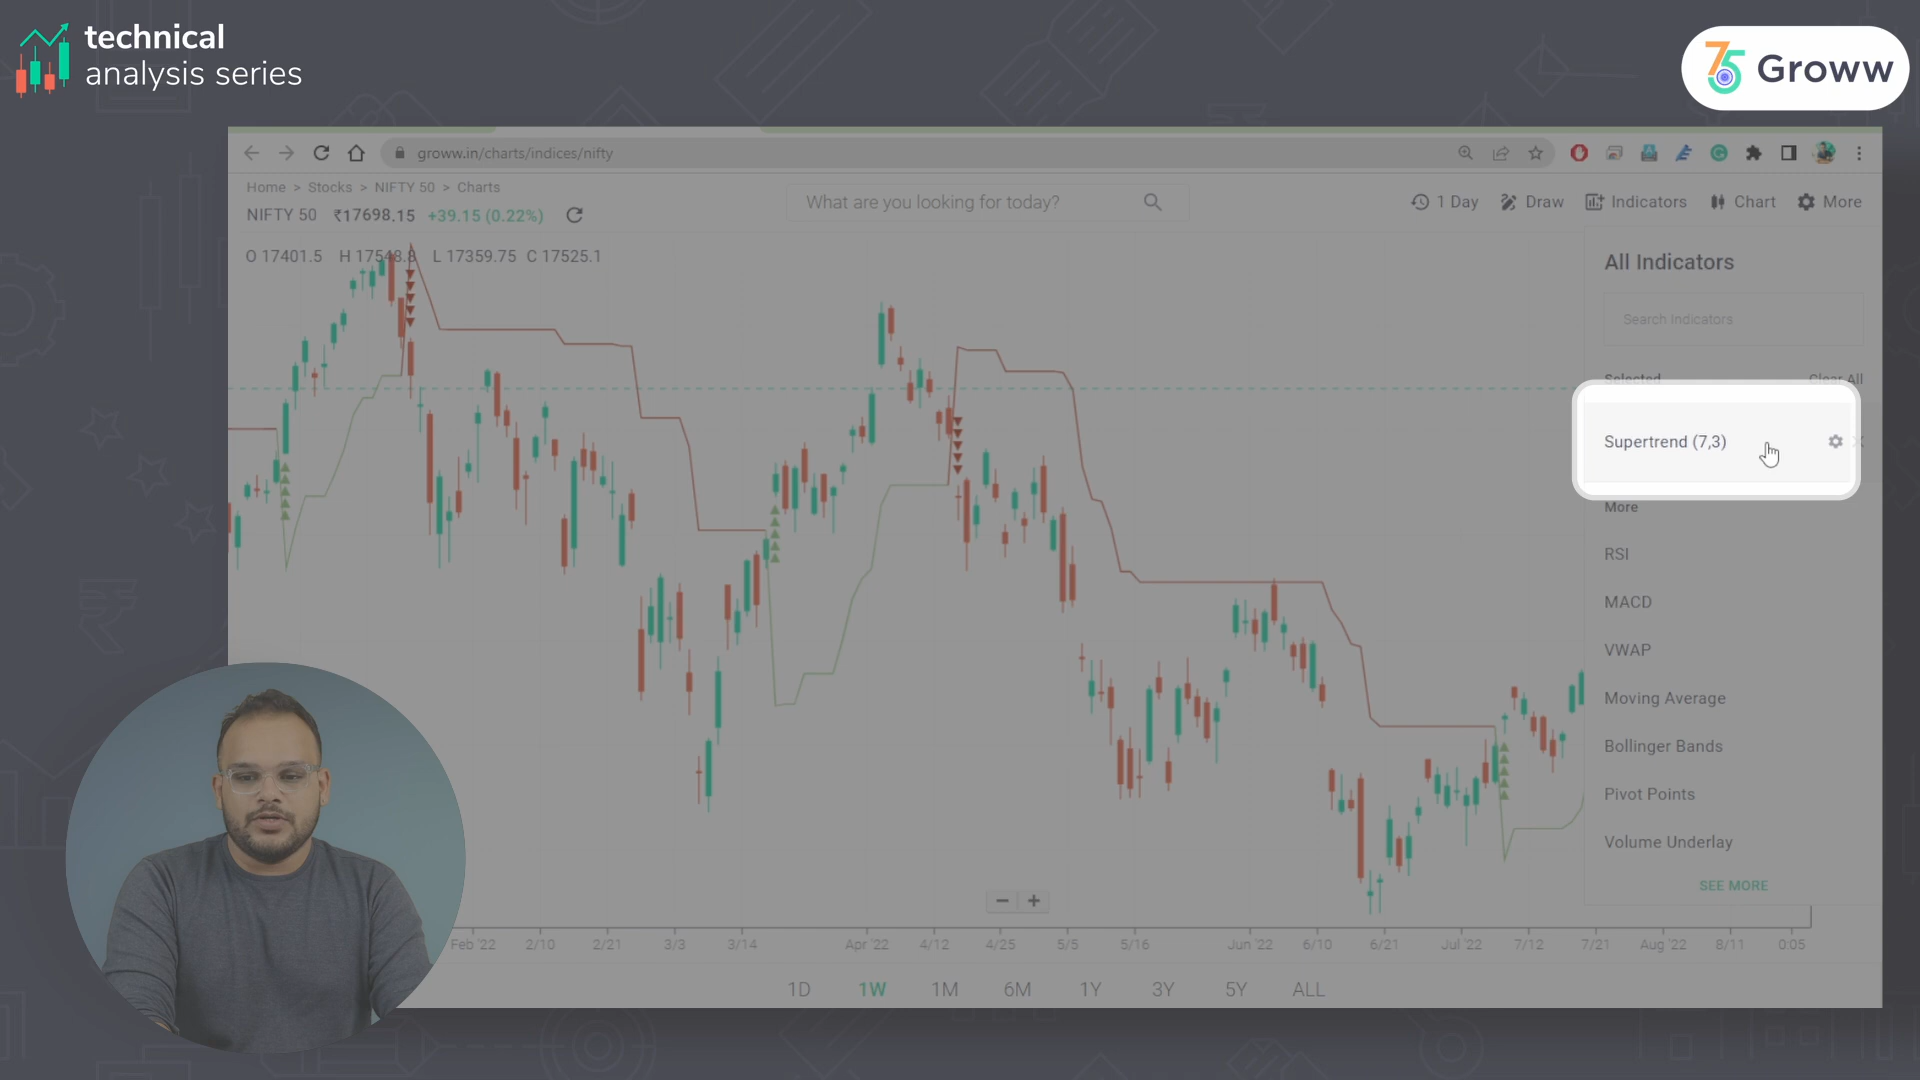 technical
analysis series
Groww
groww.in/charts/indices/nifty
Home > Stocks > NIFTY 50 > Charts
NIFTY 50 ₹17698.15 +39.15 (0.22%)
What are you looking for today?
1 Day Draw Indicators Chart More
O 17401.5 H 17548.8 L 17359.75 C 17525.1
All Indicators
Search Indicators
Selected Clear All
Supertrend (7,3)
More
RSI
MACD
VWAP
Moving Average
Bollinger Bands
Pivot Points
Volume Underlay
SEE MORE
Feb '22 2/10 2/21 3/3 3/14 Apr '22 4/12 4/25 5/5 5/16 Jun '22 6/10 6/21 Jul '22 7/12 7/21 Aug '22 8/11 0:05
1D 1W 1M 6M 1Y 3Y 5Y ALL